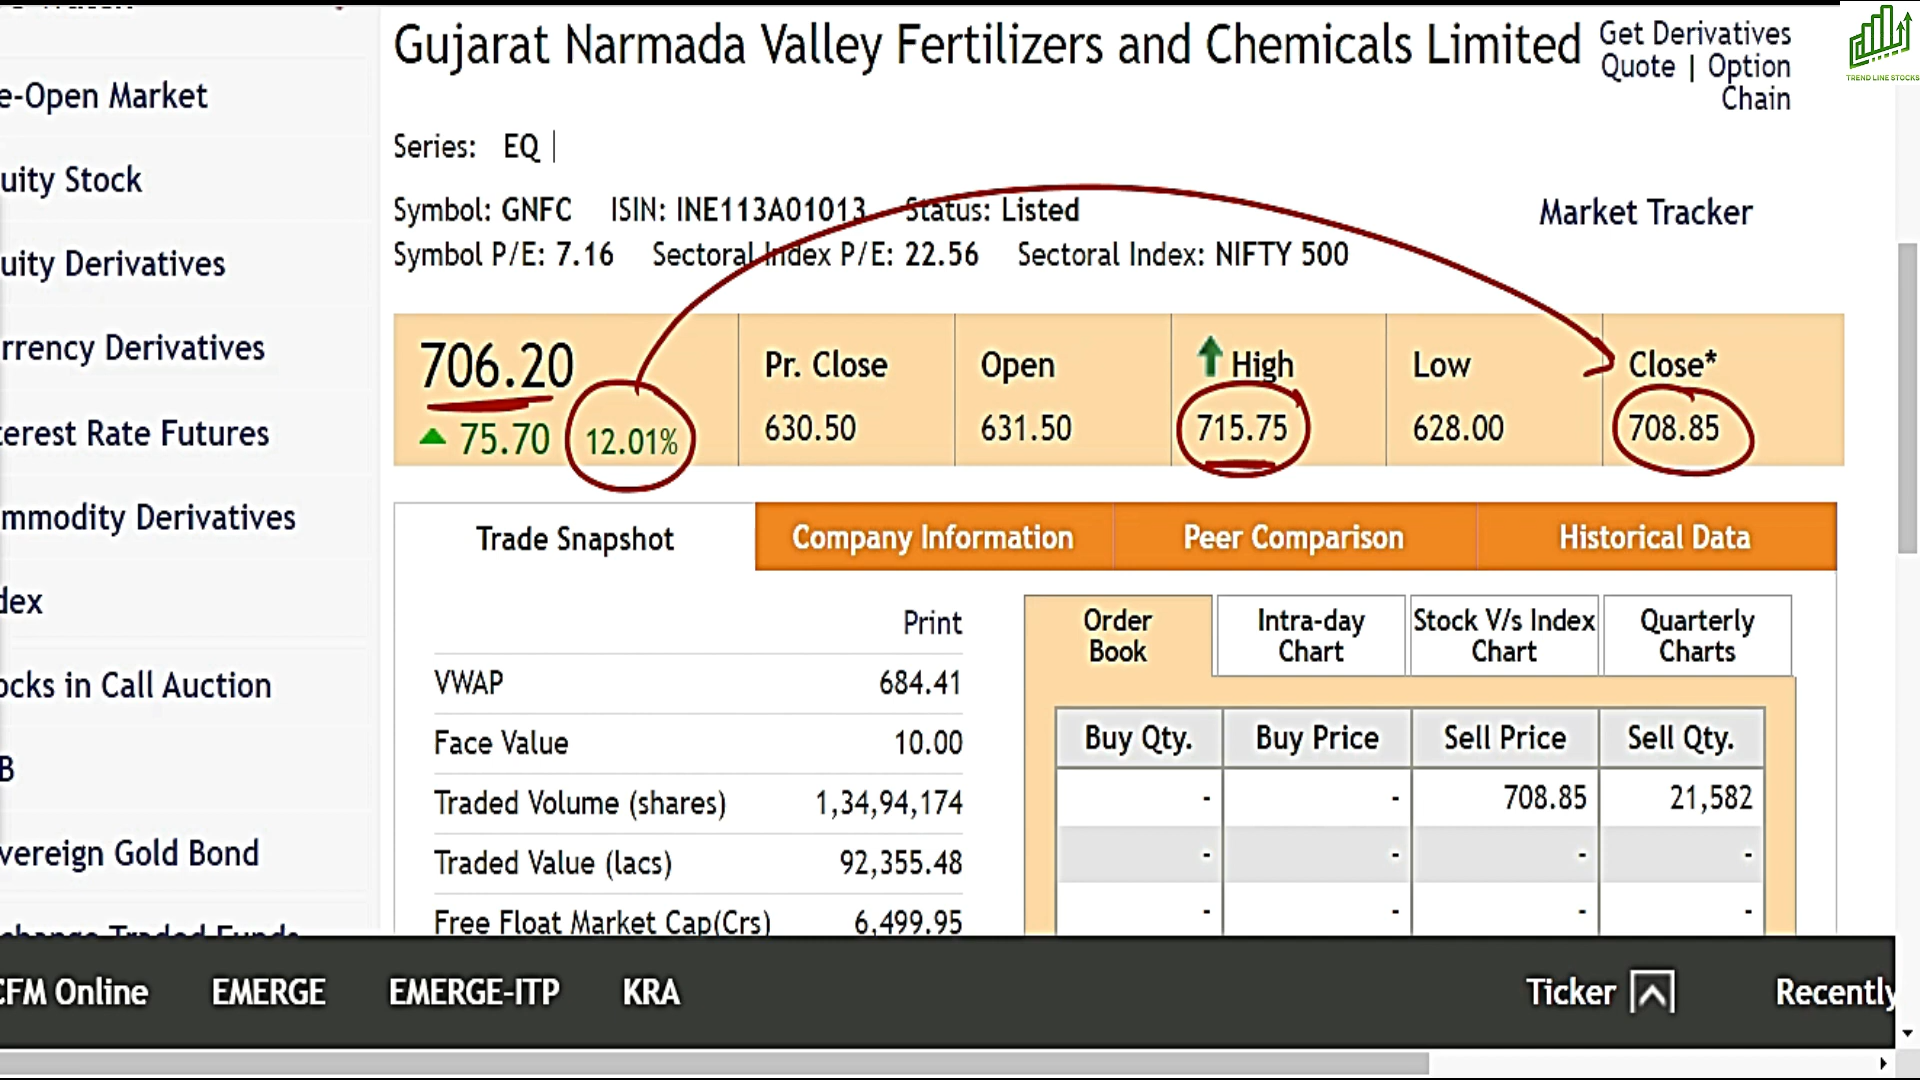 Gujarat Narmada Valley Fertilizers and Chemicals Limited
Get Derivatives
Quote | Option
Chain
TREND LINE STOCKS
e-Open Market
Series: EQ |
uity Stock
Symbol: GNFC ISIN: INE113A01013 Status: Listed
Market Tracker
Symbol P/E: 7.16 Sectoral Index P/E: 22.56 Sectoral Index: NIFTY 500
uity Derivatives
rrency Derivatives
706.20
75.70 12.01%
Pr. Close
630.50
Open
631.50
High
715.75
Low
628.00
Close*
708.85
terest Rate Futures
mmodity Derivatives
dex
ocks in Call Auction
B
vereign Gold Bond
change Traded Funds
Trade Snapshot Company Information Peer Comparison Historical Data
Print
VWAP 684.41
Face Value 10.00
Traded Volume (shares) 1,34,94,174
Traded Value (lacs) 92,355.48
Free Float Market Cap(Crs) 6,499.95
Order
Book
Intra-day
Chart
Stock V/s Index
Chart
Quarterly
Charts
Buy Qty. Buy Price Sell Price Sell Qty.
- - 708.85 21,582
- - - -
- - - -
CFM Online EMERGE EMERGE-ITP KRA Ticker Recently